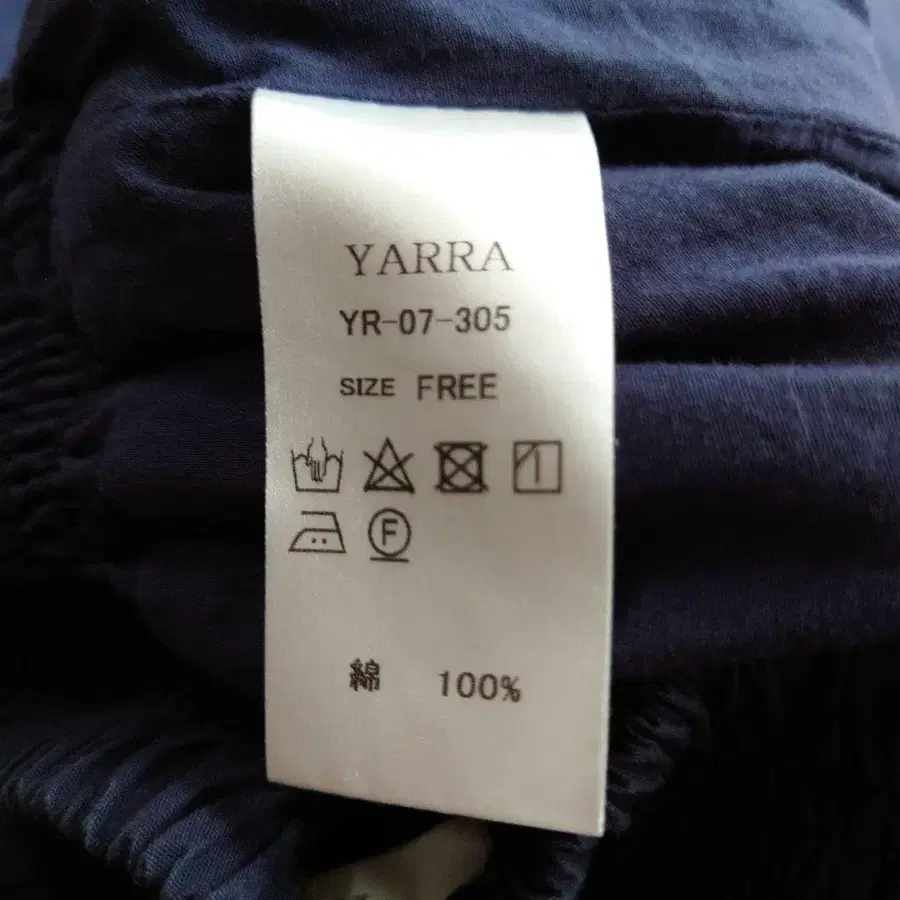 YARRA
YR-07-305
SIZE FREE
F
綿 100%